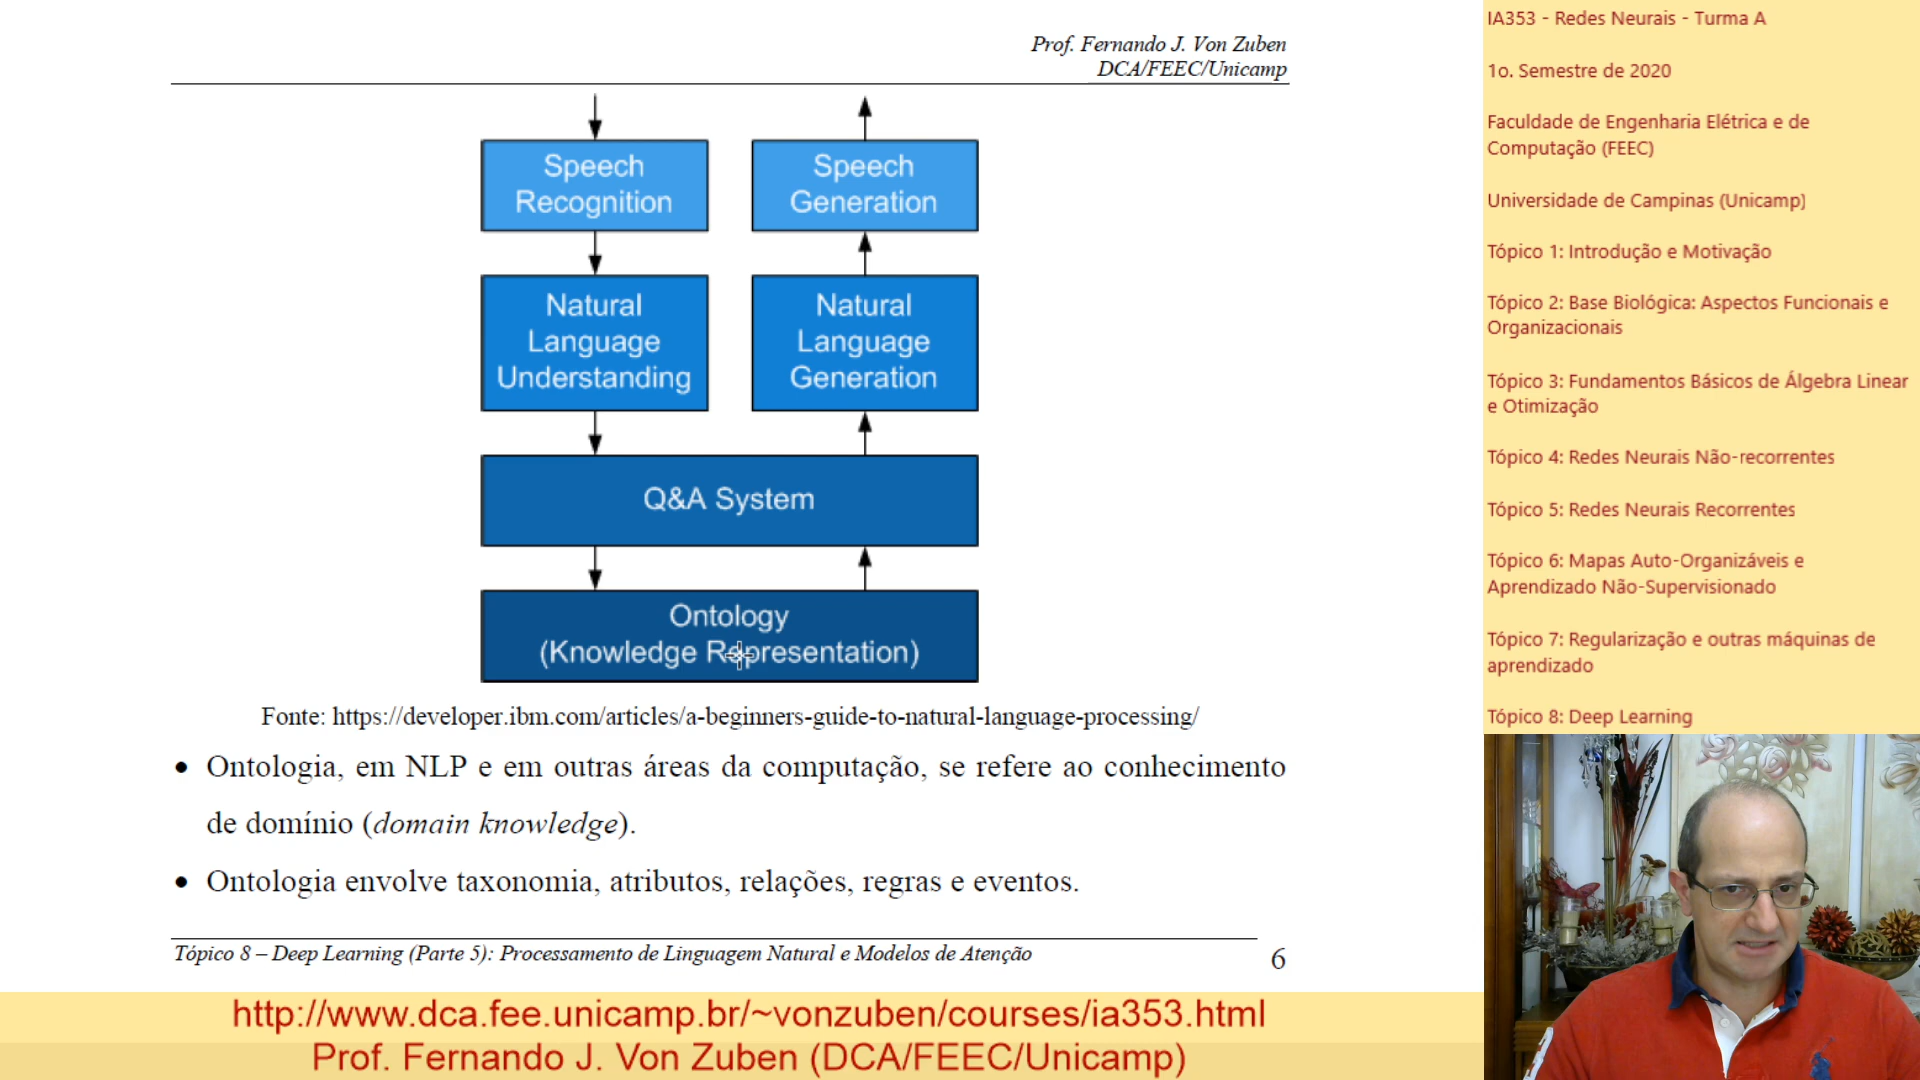 Prof. Fernando J. Von Zuben
DCA/FEEC/Unicamp
Speech
Recognition
Speech
Generation
Natural
Language
Understanding
Natural
Language
Generation
Q&A System
Ontology
(Knowledge Representation)
Fonte: https://developer.ibm.com/articles/a-beginners-guide-to-natural-language-processing/
• Ontologia, em NLP e em outras áreas da computação, se refere ao conhecimento
de domínio (domain knowledge).
• Ontologia envolve taxonomia, atributos, relações, regras e eventos.
Tópico 8 – Deep Learning (Parte 5): Processamento de Linguagem Natural e Modelos de Atenção
6
http://www.dca.fee.unicamp.br/~vonzuben/courses/ia353.html
Prof. Fernando J. Von Zuben (DCA/FEEC/Unicamp)
IA353 - Redes Neurais - Turma A
1o. Semestre de 2020
Faculdade de Engenharia Elétrica e de
Computação (FEEC)
Universidade de Campinas (Unicamp)
Tópico 1: Introdução e Motivação
Tópico 2: Base Biológica: Aspectos Funcionais e
Organizacionais
Tópico 3: Fundamentos Básicos de Álgebra Linear
e Otimização
Tópico 4: Redes Neurais Não-recorrentes
Tópico 5: Redes Neurais Recorrentes
Tópico 6: Mapas Auto-Organizáveis e
Aprendizado Não-Supervisionado
Tópico 7: Regularização e outras máquinas de
aprendizado
Tópico 8: Deep Learning